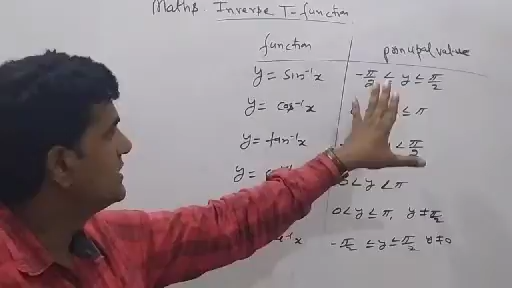 Maths. Inverse T-function
function principal value
y = sin⁻¹x -π/2 ≤ y ≤ π/2
y = cos⁻¹x ≤ π
y = tan⁻¹x < π/2
y = 0 < y < π
0 < y ≤ π, y ≠ π/2
⁻¹x -π/2 ≤ y ≤ π/2 y ≠ 0